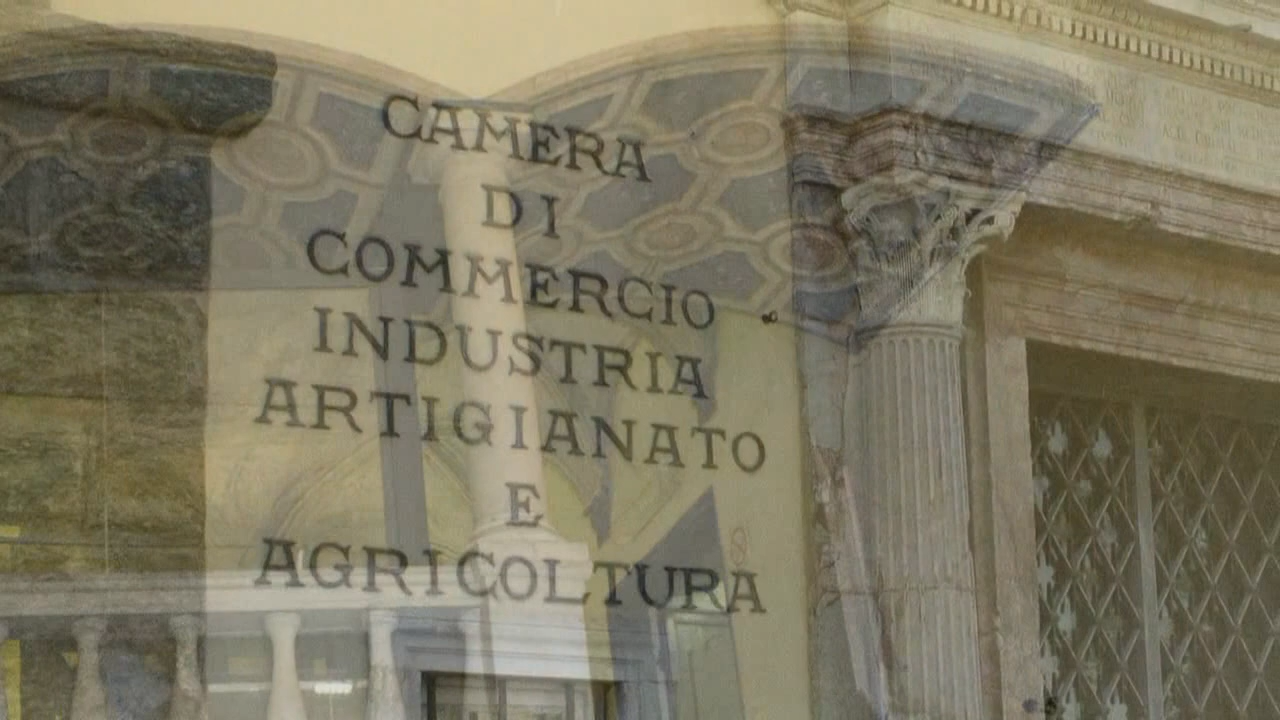 CAMERA
DI
COMMERCIO
INDUSTRIA
ARTIGIANATO
E
AGRICOLTURA